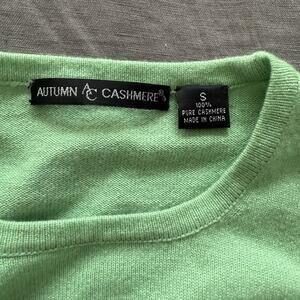 AUTUMN AC CASHMERE®
S
100%
PURE CASHMERE
MADE IN CHINA